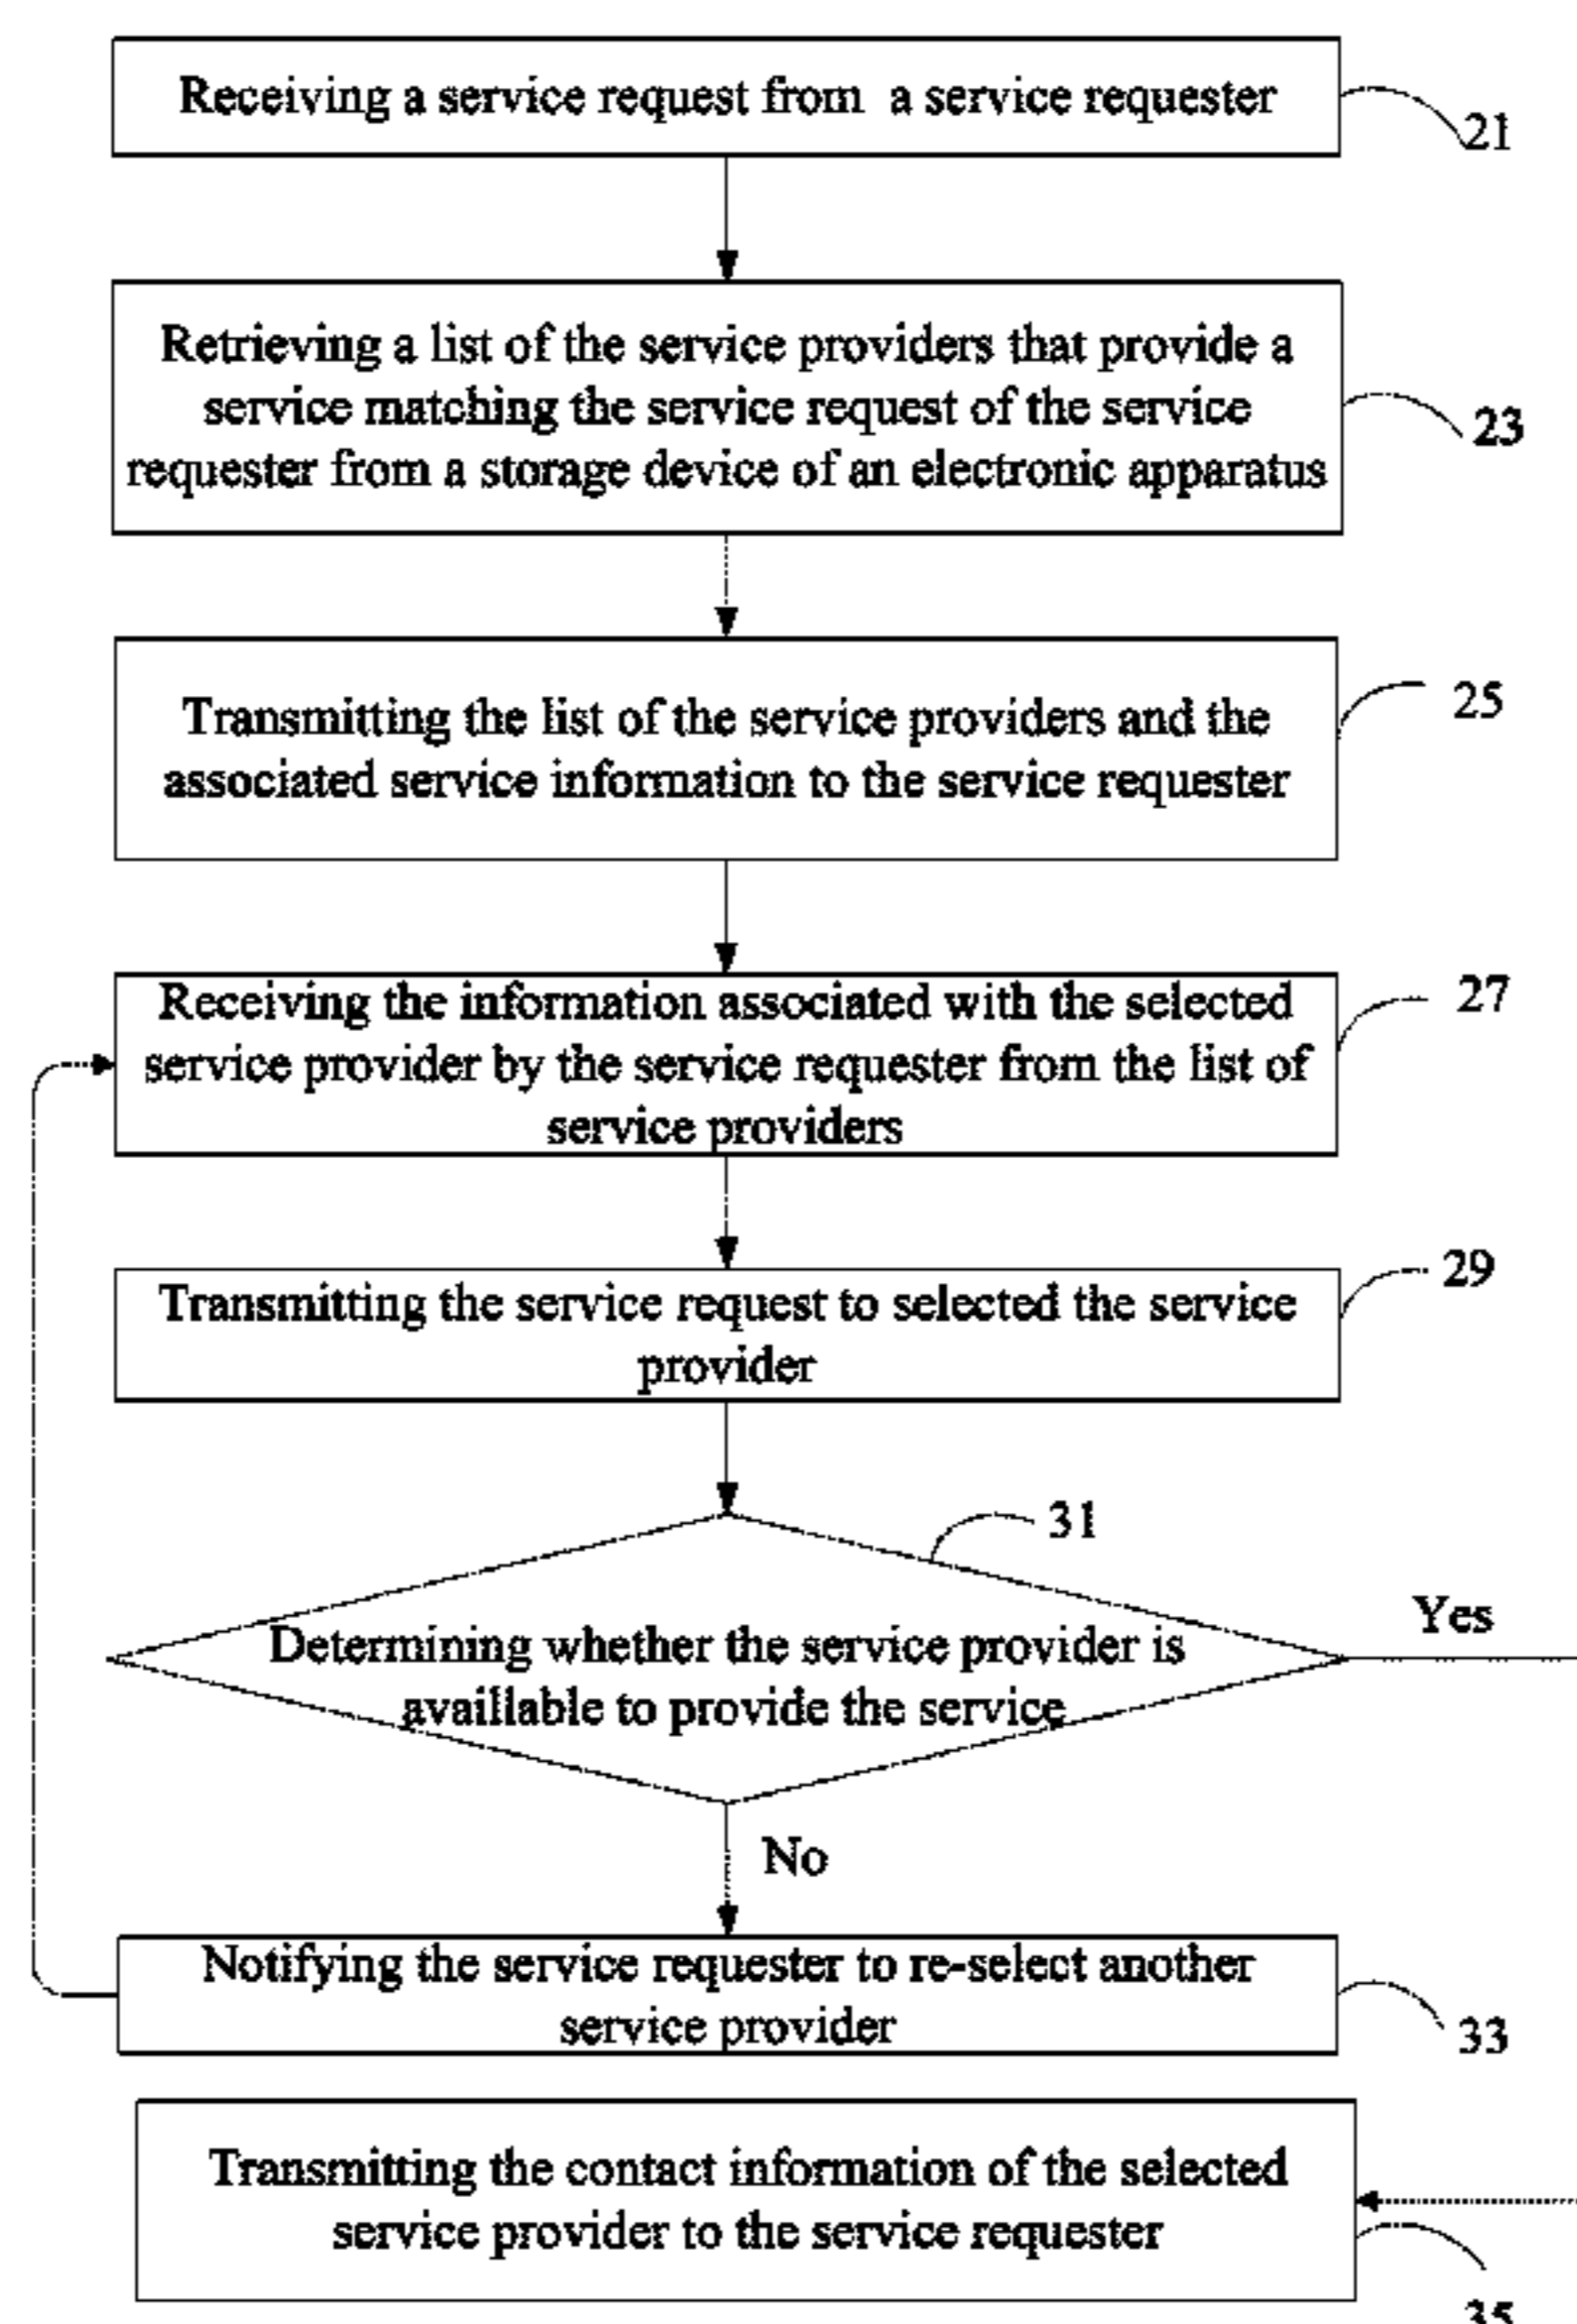 Receiving a service request from a service requester
21
Retrieving a list of the service providers that provide a
service matching the service request of the service
requester from a storage device of an electronic apparatus
23
Transmitting the list of the service providers and the
associated service information to the service requester
25
Receiving the information associated with the selected
service provider by the service requester from the list of
service providers
27
Transmitting the service request to selected the service
provider
29
31
Determining whether the service provider is
availlable to provide the service
Yes
No
Notifying the service requester to re-select another
service provider
33
Transmitting the contact information of the selected
service provider to the service requester
35